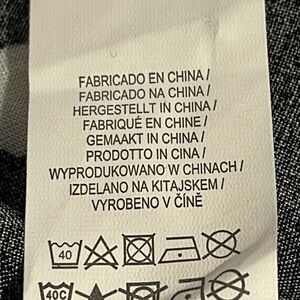 FABRICADO EN CHINA /
FABRICADO NA CHINA /
HERGESTELLT IN CHINA /
FABRIQUÉ EN CHINE /
GEMAAKT IN CHINA /
PRODOTTO IN CINA /
WYPRODUKOWANO W CHINACH /
IZDELANO NA KITAJSKEM /
VYROBENO V ČÍNĚ
40
40C